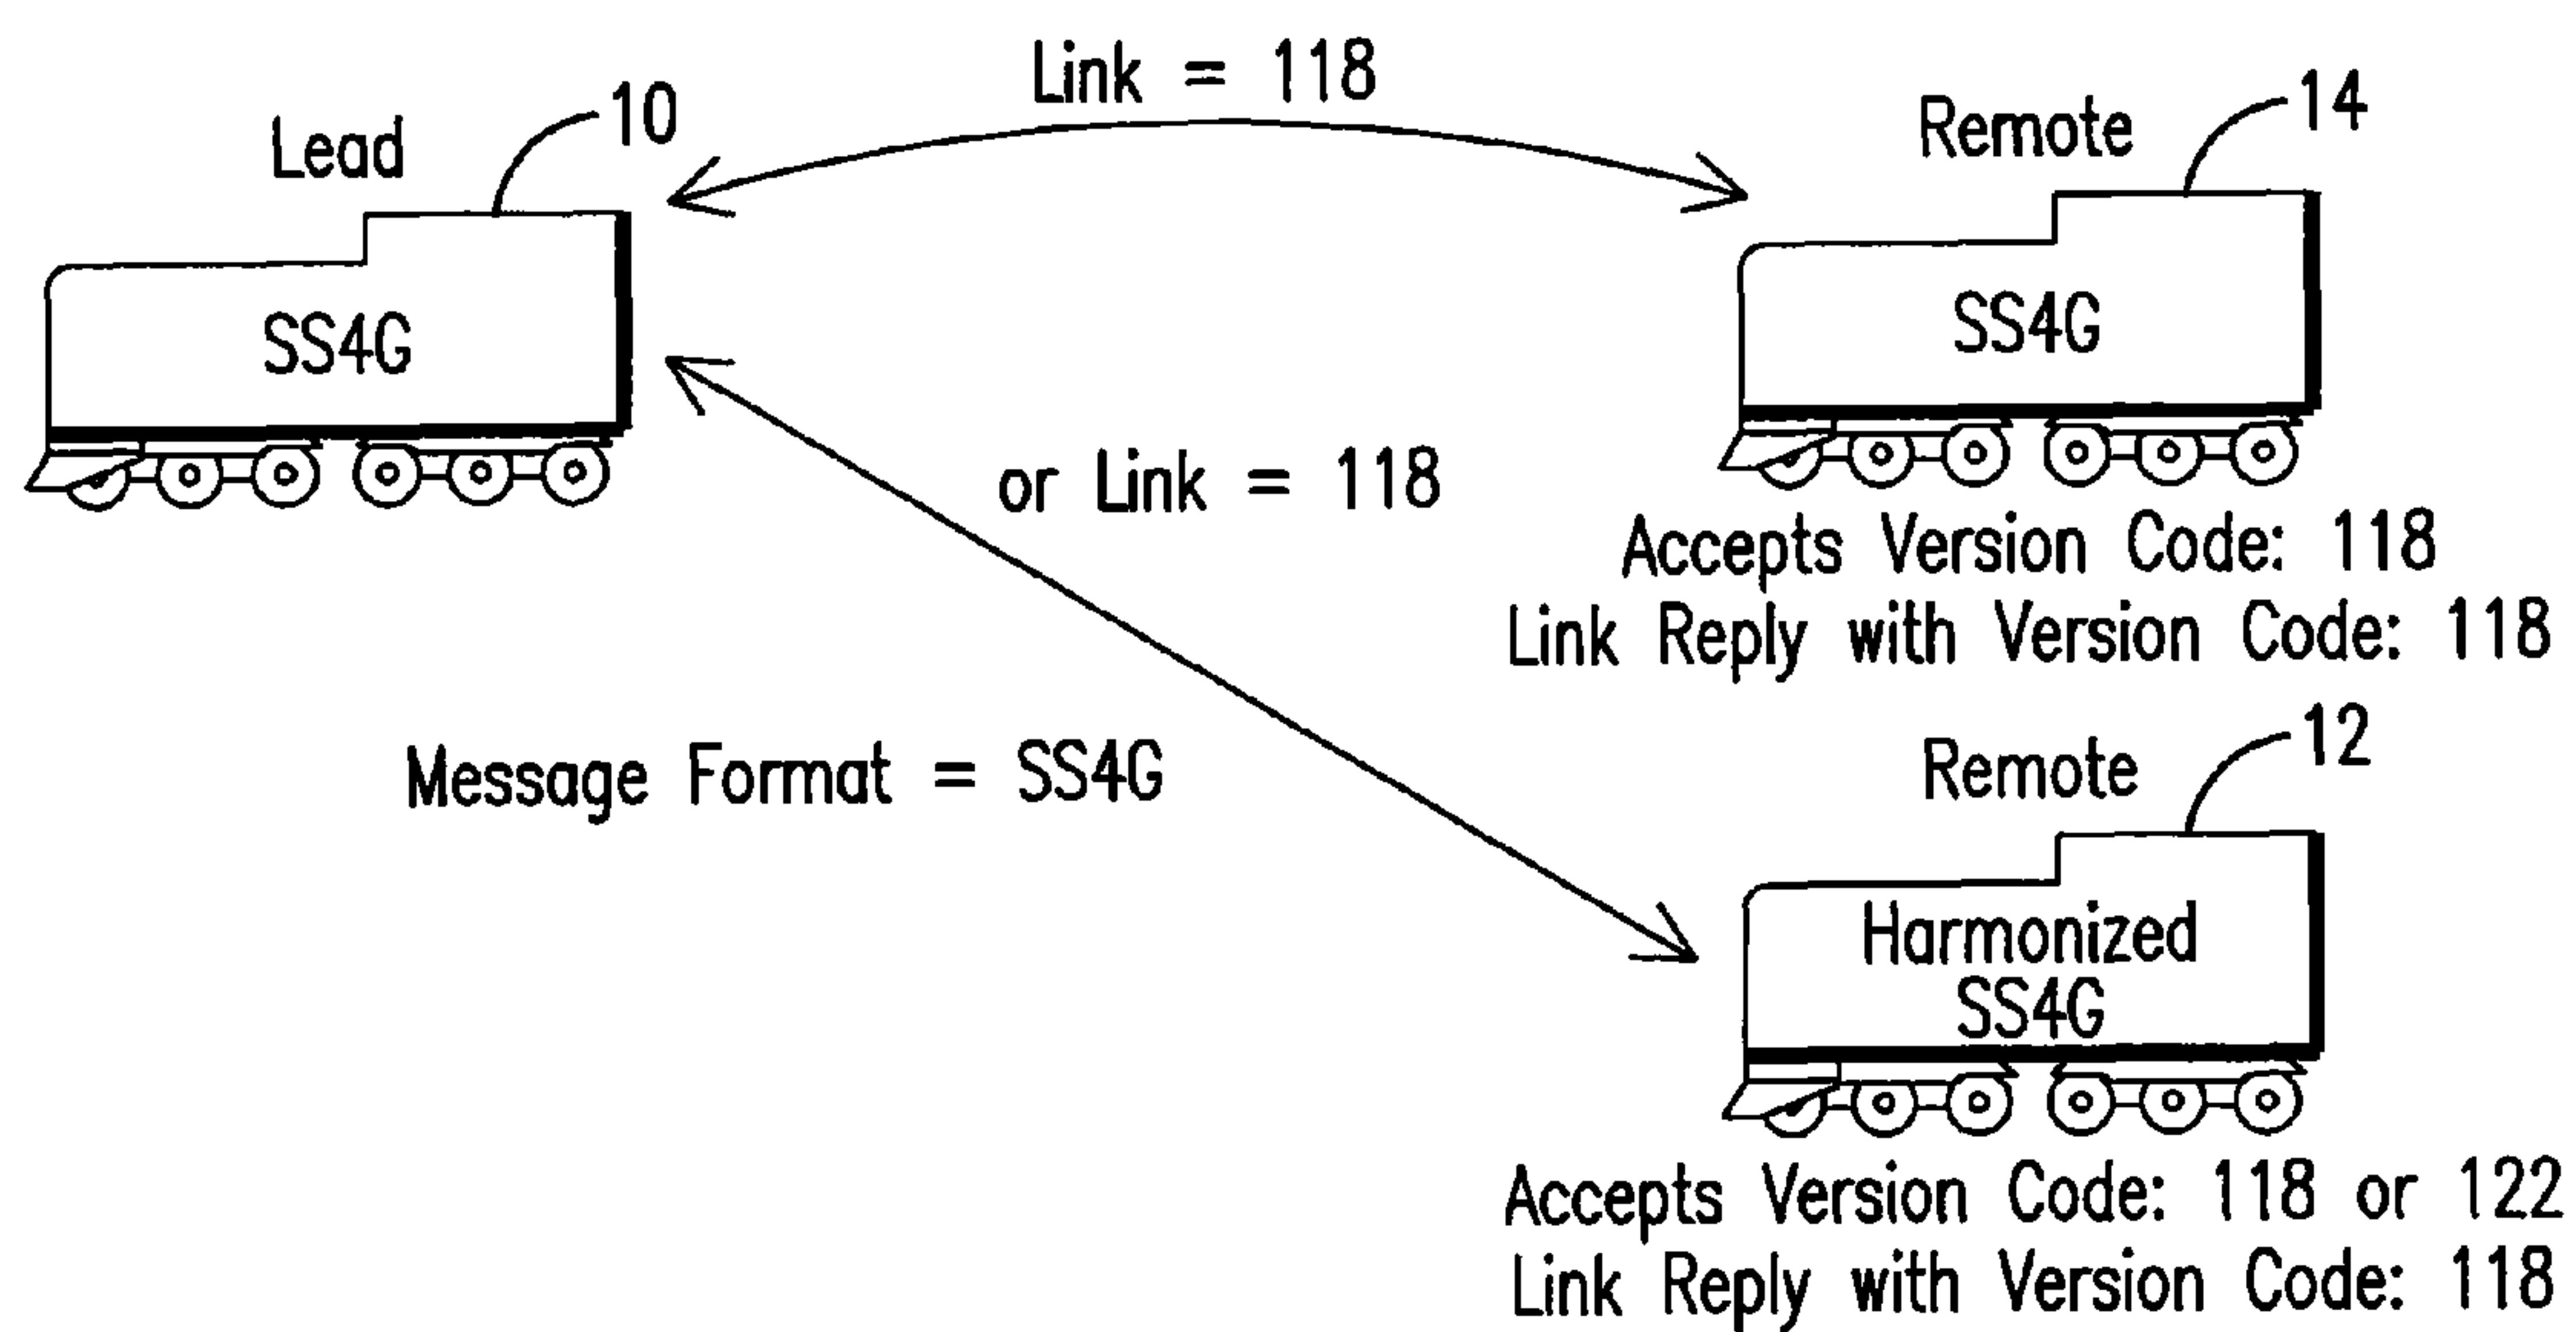 Link = 118
Lead
10
Remote
14
SS4G
SS4G
or Link = 118
Accepts Version Code: 118
Link Reply with Version Code: 118
Message Format = SS4G
Remote
12
Harmonized
SS4G
Accepts Version Code: 118 or 122
Link Reply with Version Code: 118